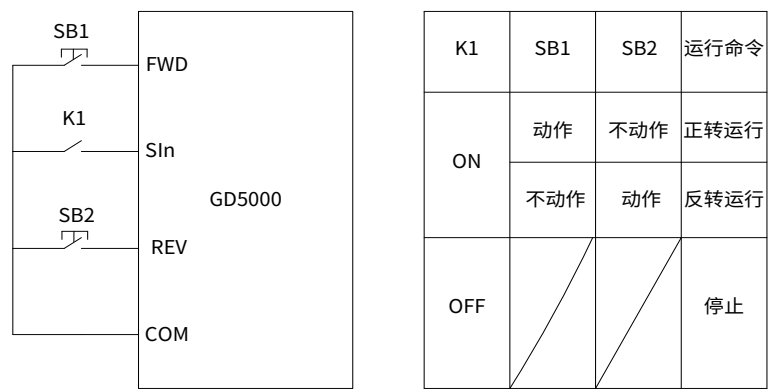 SB1
FWD
K1
SIn
GD5000
SB2
REV
COM
K1 SB1 SB2 运行命令
ON
动作 不动作 正转运行
不动作 动作 反转运行
OFF 停止